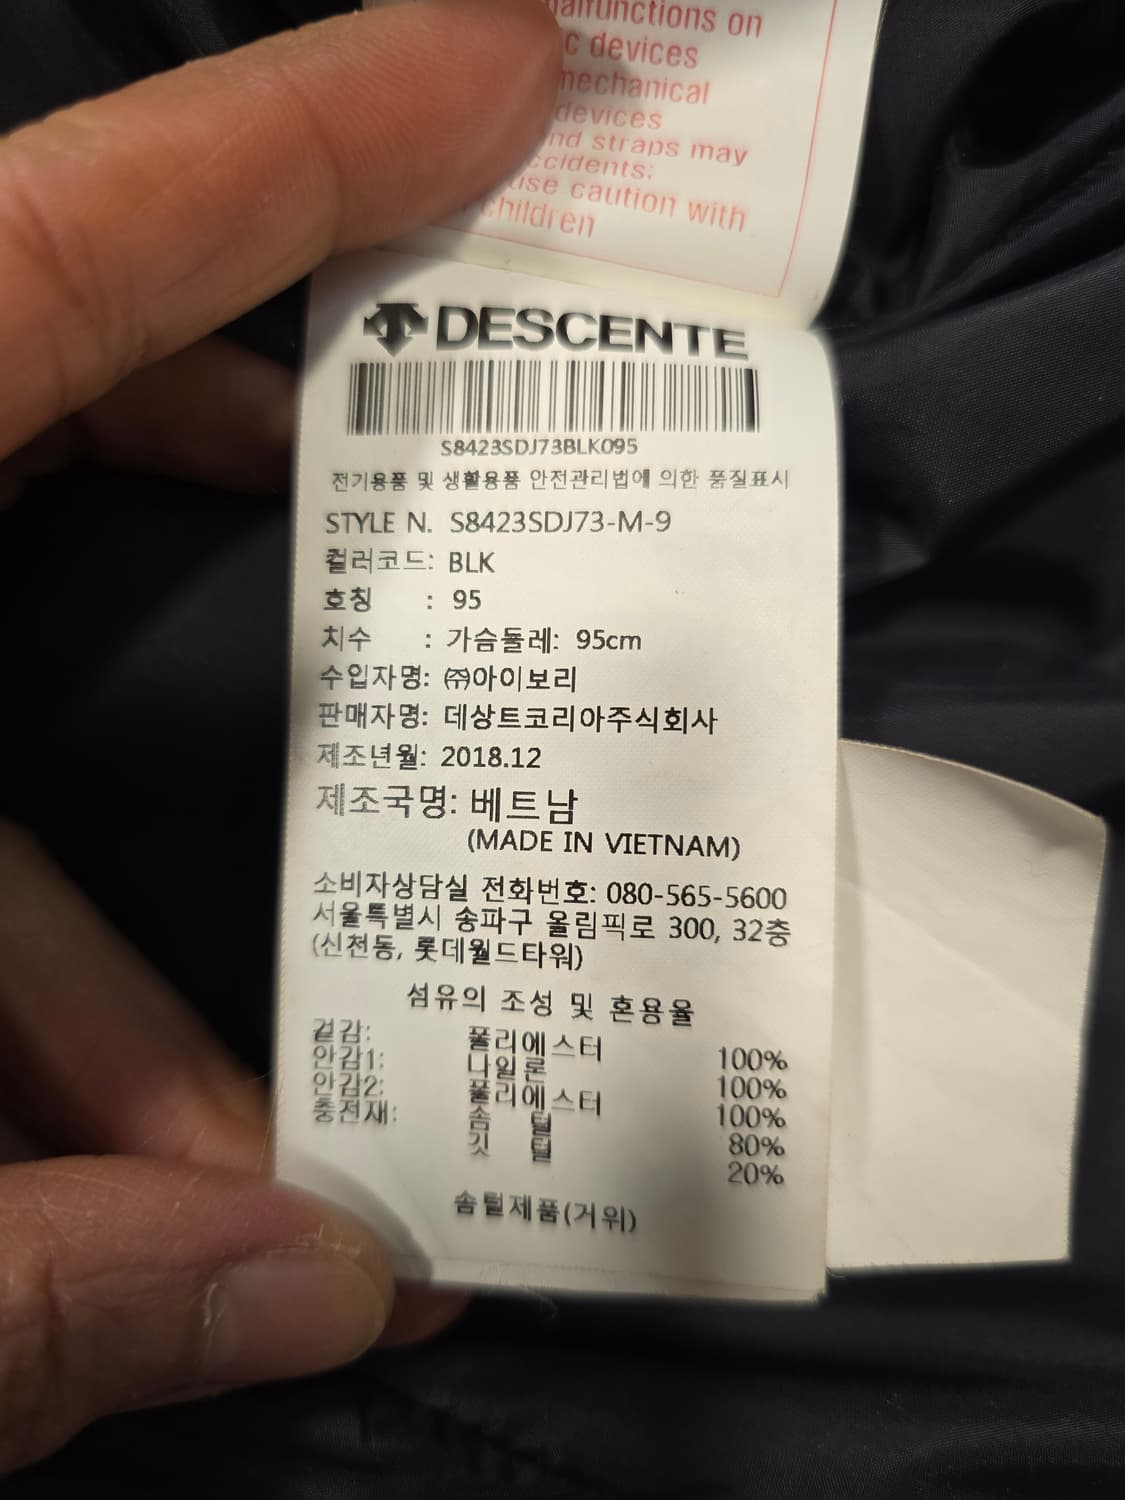 malfunctions on
devices
mechanical
devices
and straps may
accidents:
use caution with
children
DESCENTE
S8423SDJ73BLK095
전기용품 및 생활용품 안전관리법에 의한 품질표시
STYLE N. S8423SDJ73-M-9
컬러코드: BLK
호칭 : 95
치수 : 가슴둘레: 95cm
수입자명: ㈜아이보리
판매자명: 데상트코리아주식회사
제조년월: 2018.12
제조국명: 베트남
(MADE IN VIETNAM)
소비자상담실 전화번호: 080-565-5600
서울특별시 송파구 올림픽로 300, 32층
(신천동, 롯데월드타워)
섬유의 조성 및 혼용율
겉감: 폴리에스터 100%
안감1: 나일론 100%
안감2: 폴리에스터 100%
충전재: 솜 털 80%
깃 털 20%
솜털제품(거위)